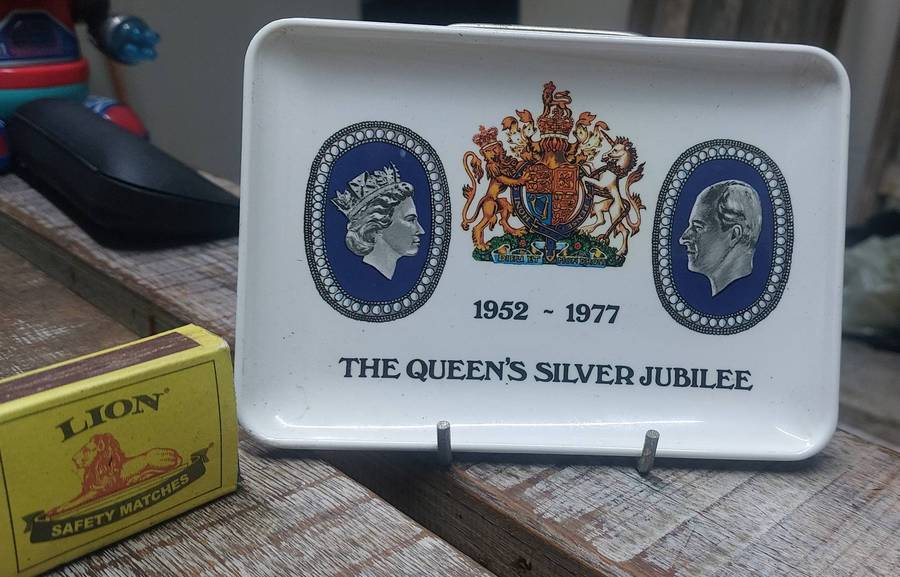 1952 ~ 1977
THE QUEEN'S SILVER JUBILEE
LION
SAFETY MATCHES